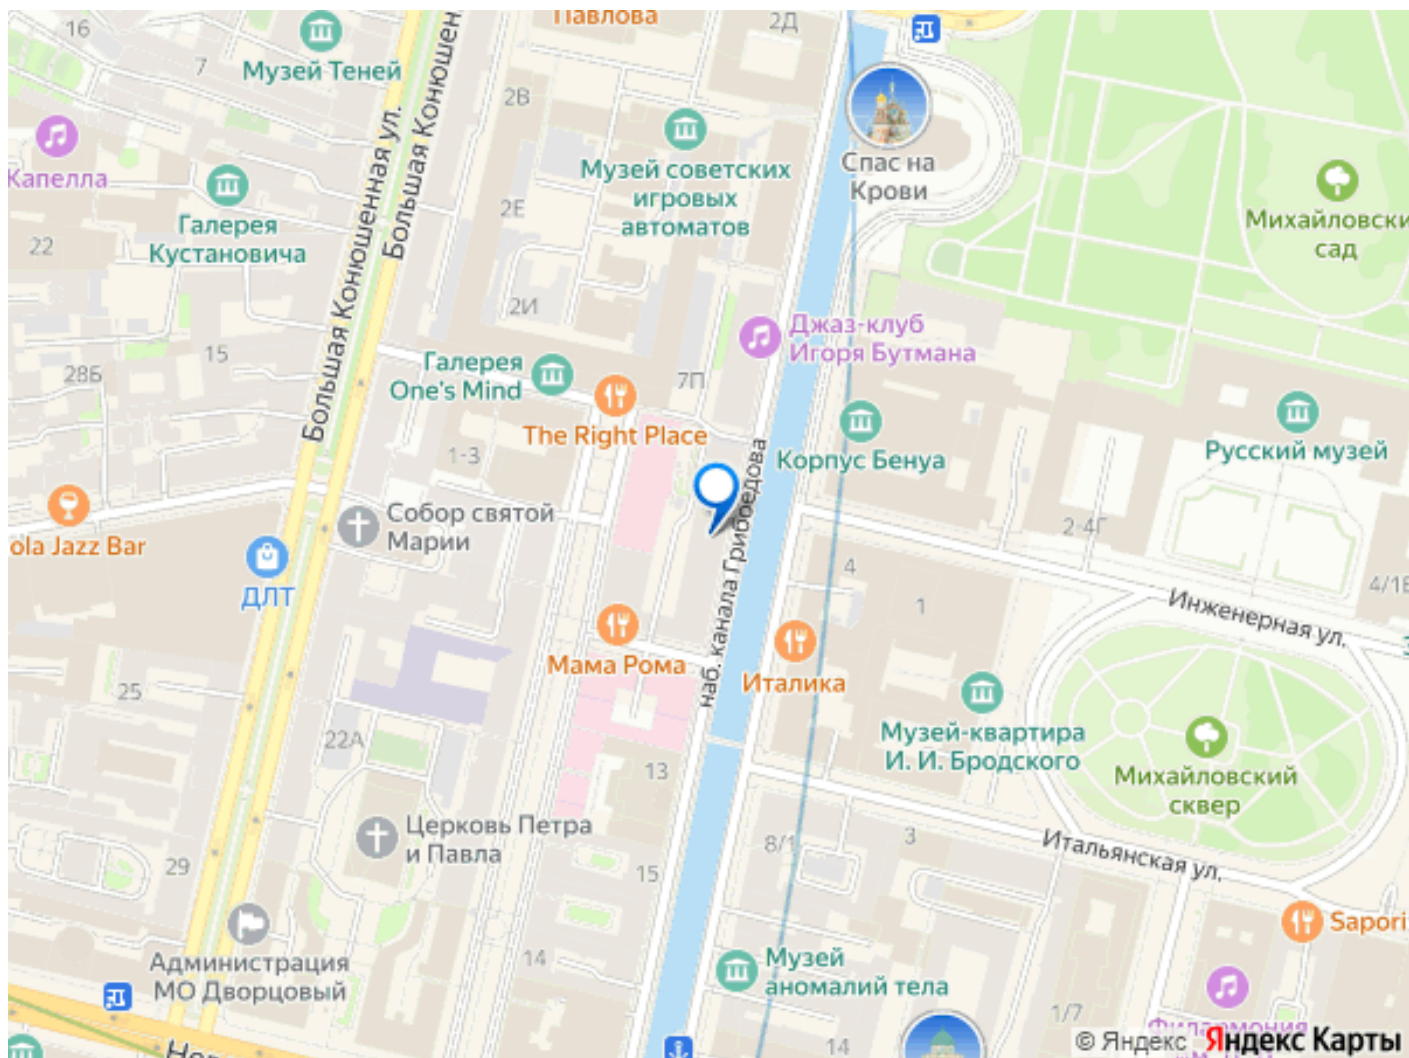 Павлова
2Д
16
Музей Теней
7
2В
Большая Конюшенная ул.
Большая Конюшен
Капелла
Музей советских
игровых
автоматов
Спас на
Крови
Михайловски
сад
Галерея
Кустановича
22
2Е
2И
Джаз-клуб
Игоря Бутмана
15
28Б
Галерея
One's Mind
7П
The Right Place
1-3
Корпус Бенуа
Русский музей
наб. канала Грибоедова
Собор святой
Марии
ola Jazz Bar
ДЛТ
2-4Г
4
1
4/1В
Инженерная ул.
Мама Рома
Италика
25
22А
Музей-квартира
И. И. Бродского
Михайловский
сквер
13
Церковь Петра
и Павла
8/1
3
Итальянская ул.
29
15
Sapori
14
Администрация
МО Дворцовый
Музей
аномалий тела
1/7
14
Филармония
© Яндекс Яндекс Карты